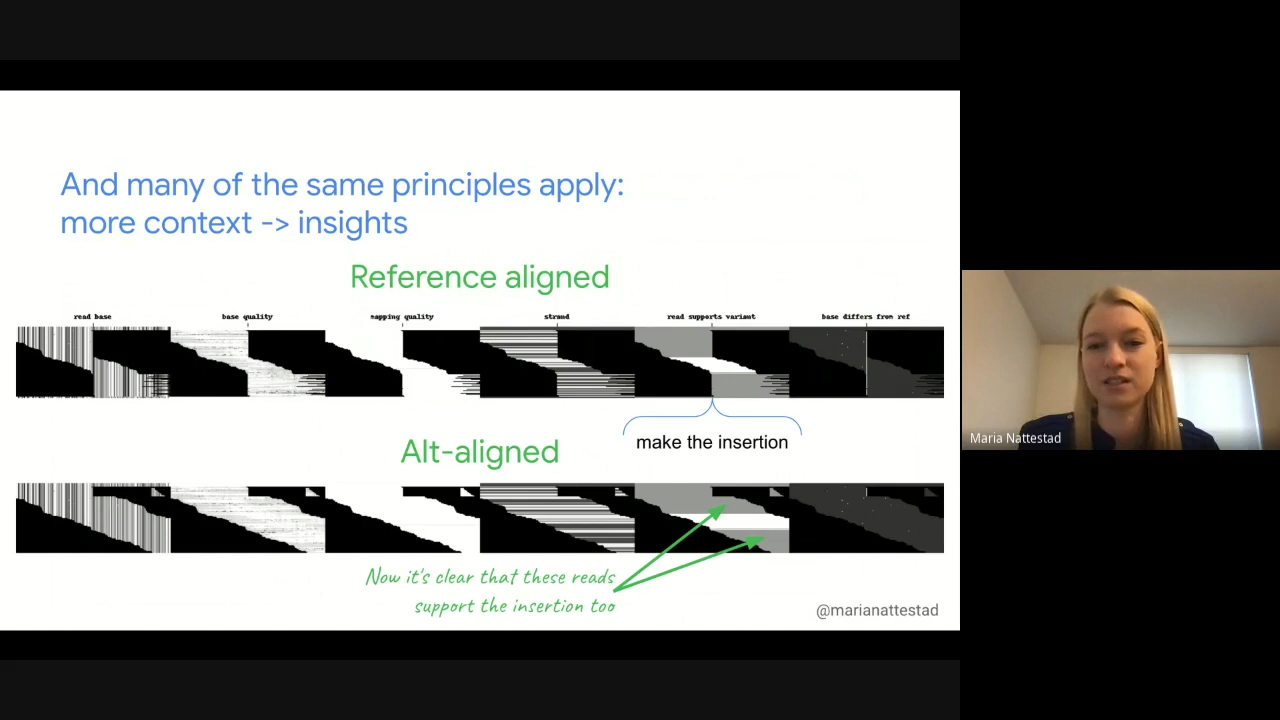 And many of the same principles apply:
more context -> insights
Reference aligned
read base
base quality
mapping quality
strand
read supports variant
base differs from ref
make the insertion
Alt-aligned
Now it's clear that these reads
support the insertion too
@marianattestad
Maria Nattestad